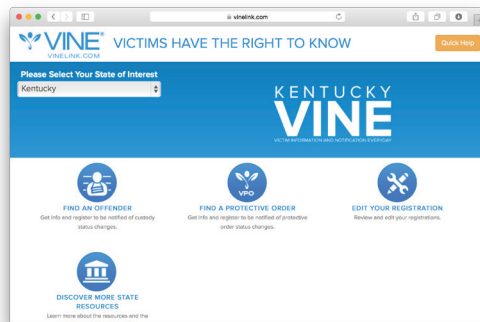 vinelink.com
VINE®
VINELINK.COM
VICTIMS HAVE THE RIGHT TO KNOW
Quick Help
Please Select Your State of Interest
Kentucky
KENTUCKY
VINE
VICTIM INFORMATION AND NOTIFICATION EVERYDAY
VPO
FIND AN OFFENDER
Get info and register to be notified of custody
status changes.
FIND A PROTECTIVE ORDER
Get info and register to be notified of protective
order status changes.
EDIT YOUR REGISTRATION
Review and edit your registrations.
DISCOVER MORE STATE
RESOURCES
Learn more about the resources and the